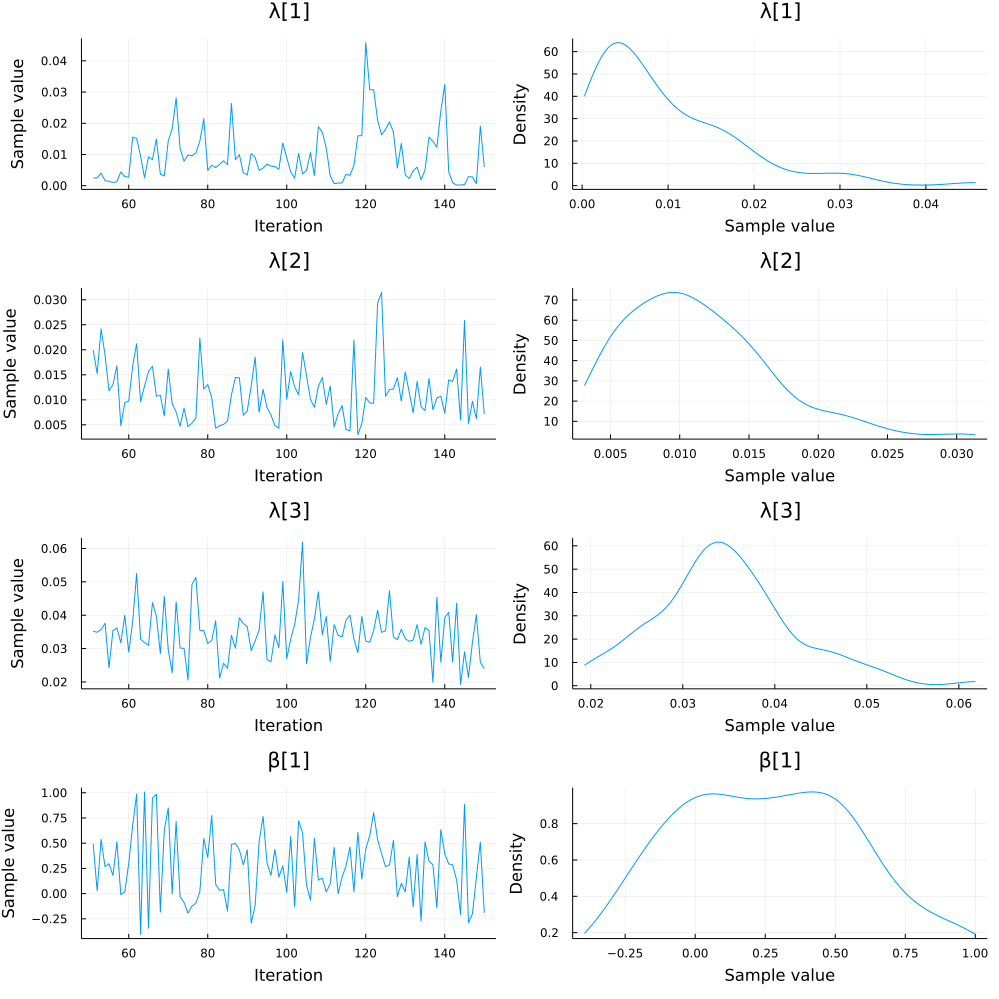 λ[1]
Sample value
0.04
0.03
0.02
0.01
0.00
60 80 100 120 140
Iteration
λ[1]
Density
60
50
40
30
20
10
0
0.00 0.01 0.02 0.03 0.04
Sample value
λ[2]
Sample value
0.030
0.025
0.020
0.015
0.010
0.005
60 80 100 120 140
Iteration
λ[2]
Density
70
60
50
40
30
20
10
0.005 0.010 0.015 0.020 0.025 0.030
Sample value
λ[3]
Sample value
0.06
0.05
0.04
0.03
0.02
60 80 100 120 140
Iteration
λ[3]
Density
60
50
40
30
20
10
0
0.02 0.03 0.04 0.05 0.06
Sample value
β[1]
Sample value
1.00
0.75
0.50
0.25
0.00
−0.25
60 80 100 120 140
Iteration
β[1]
Density
0.8
0.6
0.4
0.2
−0.25 0.00 0.25 0.50 0.75 1.00
Sample value